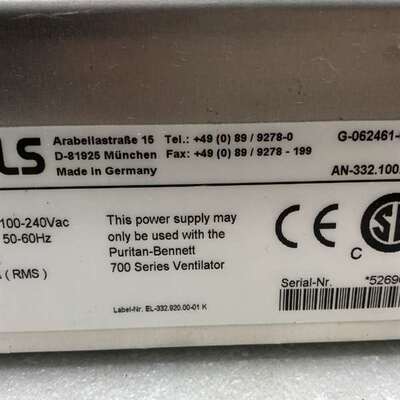 LS
Arabellastraße 15 Tel.: +49 (0) 89 / 9278-0 G-062461-
D-81925 München Fax: +49 (0) 89 / 9278 - 199
Made in Germany AN-332.100.
100-240Vac
50-60Hz
(RMS)
This power supply may
only be used with the
Puritan-Bennett
700 Series Ventilator
CE
C
Serial-Nr. *5269
Label-Nr. EL-332.920.00-01 K